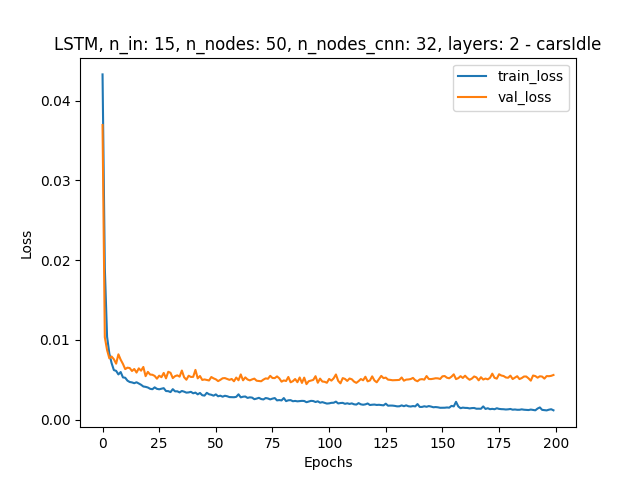 LSTM, n_in: 15, n_nodes: 50, n_nodes_cnn: 32, layers: 2 - carsIdle
train_loss
val_loss
0.04
0.03
0.02
0.01
0.00
Loss
0 25 50 75 100 125 150 175 200
Epochs